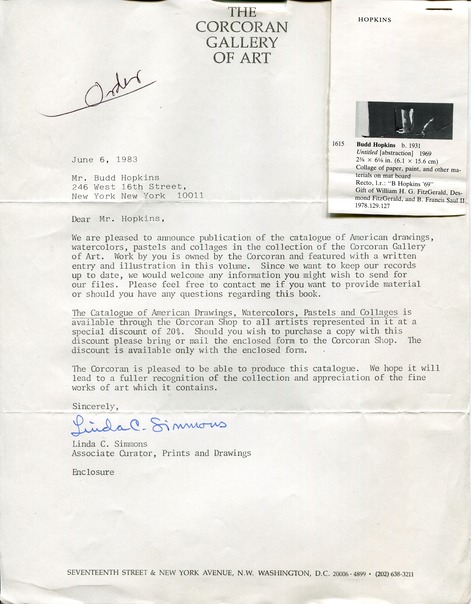 THE
CORCORAN
GALLERY
OF ART
Order
HOPKINS
1615
Budd Hopkins b. 1931
Untitled [abstraction] 1969
2⅜ × 6⅛ in. (6.1 × 15.6 cm)
Collage of paper, paint, and other ma-
terials on mat board
Recto, l.r.: "B Hopkins '69"
Gift of William H. G. FitzGerald, Des-
mond FitzGerald, and B. Francis Saul II
1978.129.127
June 6, 1983
Mr. Budd Hopkins
246 West 16th Street,
New York New York 10011
Dear Mr. Hopkins,
We are pleased to announce publication of the catalogue of American drawings,
watercolors, pastels and collages in the collection of the Corcoran Gallery
of Art. Work by you is owned by the Corcoran and featured with a written
entry and illustration in this volume. Since we want to keep our records
up to date, we would welcome any information you might wish to send for
our files. Please feel free to contact me if you want to provide material
or should you have any questions regarding this book.
The Catalogue of American Drawings, Watercolors, Pastels and Collages is
available through the Corcoran Shop to all artists represented in it at a
special discount of 20%. Should you wish to purchase a copy with this
discount please bring or mail the enclosed form to the Corcoran Shop. The
discount is available only with the enclosed form.
The Corcoran is pleased to be able to produce this catalogue. We hope it will
lead to a fuller recognition of the collection and appreciation of the fine
works of art which it contains.
Sincerely,
Linda C. Simmons
Linda C. Simmons
Associate Curator, Prints and Drawings
Enclosure
SEVENTEENTH STREET & NEW YORK AVENUE, N.W. WASHINGTON, D.C. 20006-4899 • (202) 638-3211